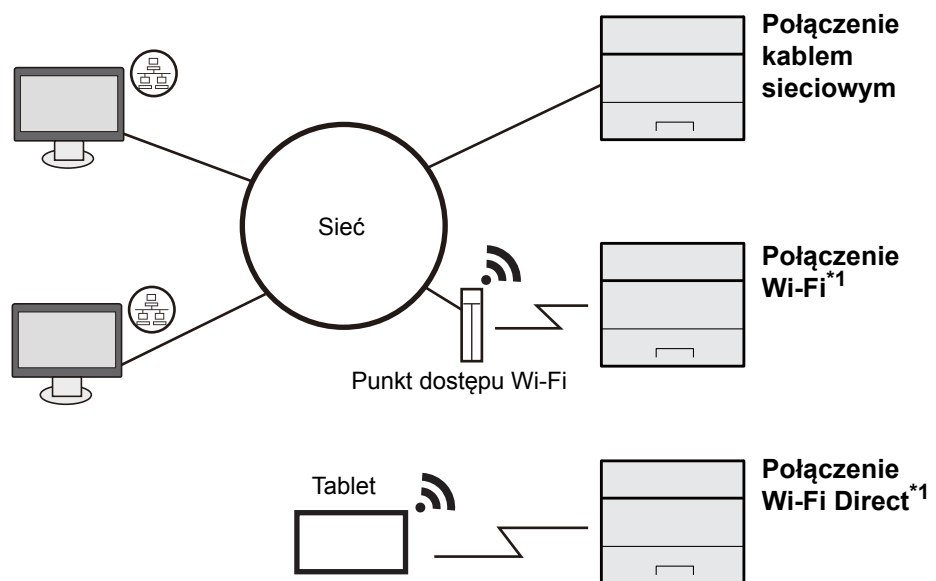 Połączenie
kablem
sieciowym
Sieć
Połączenie
Wi-Fi*1
Punkt dostępu Wi-Fi
Tablet
Połączenie
Wi-Fi Direct*1